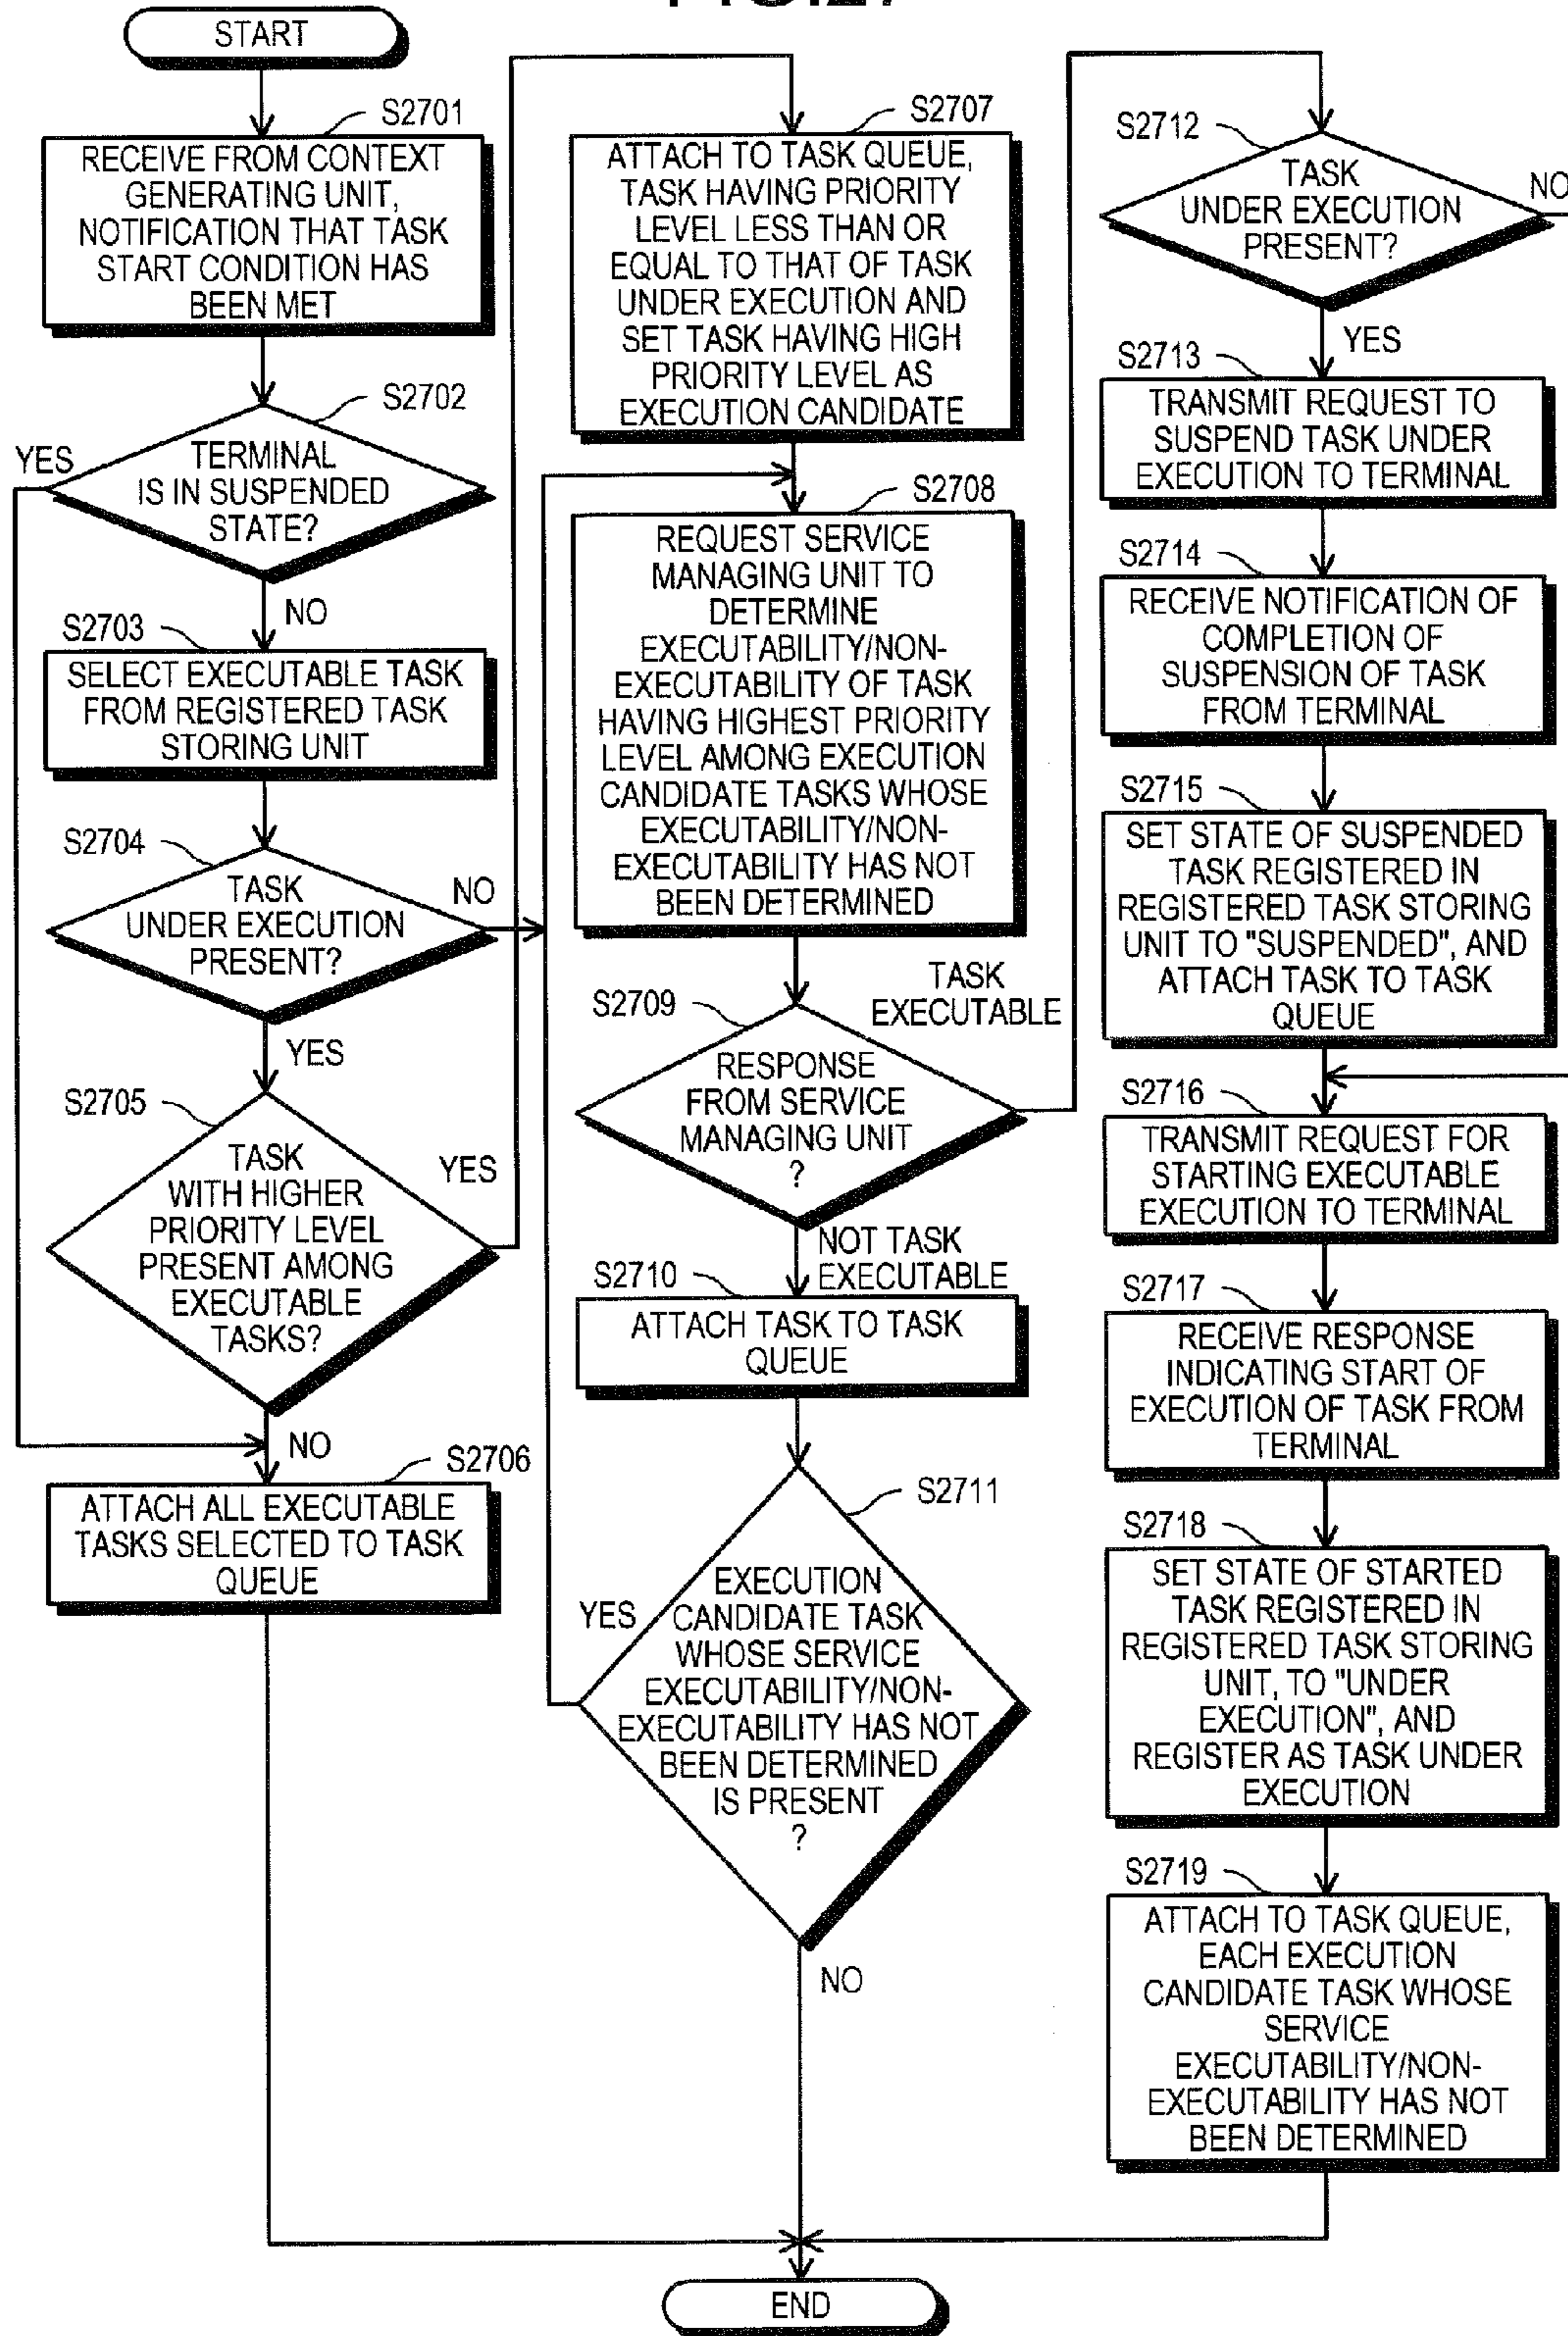 FIG.27
START
S2701
RECEIVE FROM CONTEXT
GENERATING UNIT,
NOTIFICATION THAT TASK
START CONDITION HAS
BEEN MET
S2702
TERMINAL
IS IN SUSPENDED
STATE?
YES
NO
S2703
SELECT EXECUTABLE TASK
FROM REGISTERED TASK
STORING UNIT
S2704
TASK
UNDER EXECUTION
PRESENT?
NO
YES
S2705
TASK
WITH HIGHER
PRIORITY LEVEL
PRESENT AMONG
EXECUTABLE
TASKS?
YES
NO
S2706
ATTACH ALL EXECUTABLE
TASKS SELECTED TO TASK
QUEUE
S2707
ATTACH TO TASK QUEUE,
TASK HAVING PRIORITY
LEVEL LESS THAN OR
EQUAL TO THAT OF TASK
UNDER EXECUTION AND
SET TASK HAVING HIGH
PRIORITY LEVEL AS
EXECUTION CANDIDATE
S2708
REQUEST SERVICE
MANAGING UNIT TO
DETERMINE
EXECUTABILITY/NON-
EXECUTABILITY OF TASK
HAVING HIGHEST PRIORITY
LEVEL AMONG EXECUTION
CANDIDATE TASKS WHOSE
EXECUTABILITY/NON-
EXECUTABILITY HAS NOT
BEEN DETERMINED
S2709
TASK
EXECUTABLE
RESPONSE
FROM SERVICE
MANAGING UNIT
?
NOT TASK
EXECUTABLE
S2710
ATTACH TASK TO TASK
QUEUE
S2711
EXECUTION
CANDIDATE TASK
WHOSE SERVICE
EXECUTABILITY/NON-
EXECUTABILITY HAS NOT
BEEN DETERMINED
IS PRESENT
?
YES
NO
S2712
TASK
UNDER EXECUTION
PRESENT?
NO
YES
S2713
TRANSMIT REQUEST TO
SUSPEND TASK UNDER
EXECUTION TO TERMINAL
S2714
RECEIVE NOTIFICATION OF
COMPLETION OF
SUSPENSION OF TASK
FROM TERMINAL
S2715
SET STATE OF SUSPENDED
TASK REGISTERED IN
REGISTERED TASK STORING
UNIT TO "SUSPENDED", AND
ATTACH TASK TO TASK
QUEUE
S2716
TRANSMIT REQUEST FOR
STARTING EXECUTABLE
EXECUTION TO TERMINAL
S2717
RECEIVE RESPONSE
INDICATING START OF
EXECUTION OF TASK FROM
TERMINAL
S2718
SET STATE OF STARTED
TASK REGISTERED IN
REGISTERED TASK STORING
UNIT, TO "UNDER
EXECUTION", AND
REGISTER AS TASK UNDER
EXECUTION
S2719
ATTACH TO TASK QUEUE,
EACH EXECUTION
CANDIDATE TASK WHOSE
SERVICE
EXECUTABILITY/NON-
EXECUTABILITY HAS NOT
BEEN DETERMINED
END